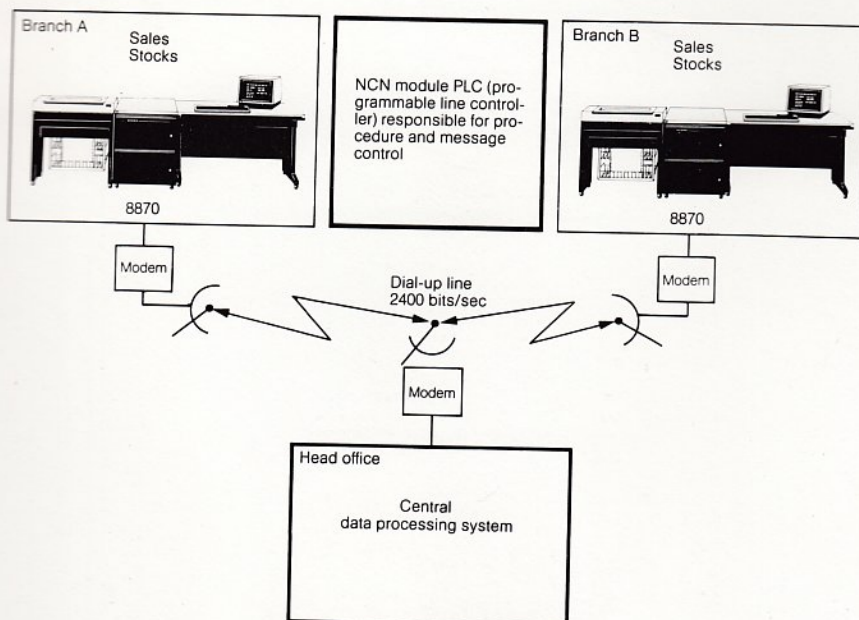 Branch A
Sales
Stocks
8870
Modem
NCN module PLC (pro-
grammable line control-
ler) responsible for pro-
cedure and message
control
Branch B
Sales
Stocks
8870
Modem
Dial-up line
2400 bits/sec
Modem
Head office
Central
data processing system